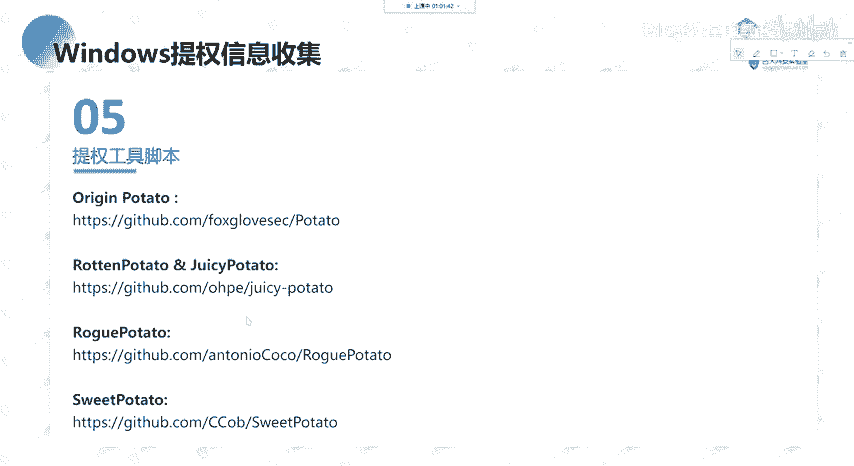 上课中 01:01:42
Windows提权信息收集
05
提权工具脚本
Origin Potato :
https://github.com/foxglovesec/Potato
RottenPotato & JuicyPotato:
https://github.com/ohpe/juicy-potato
RoguePotato:
https://github.com/antonioCoco/RoguePotato
SweetPotato:
https://github.com/CCob/SweetPotato